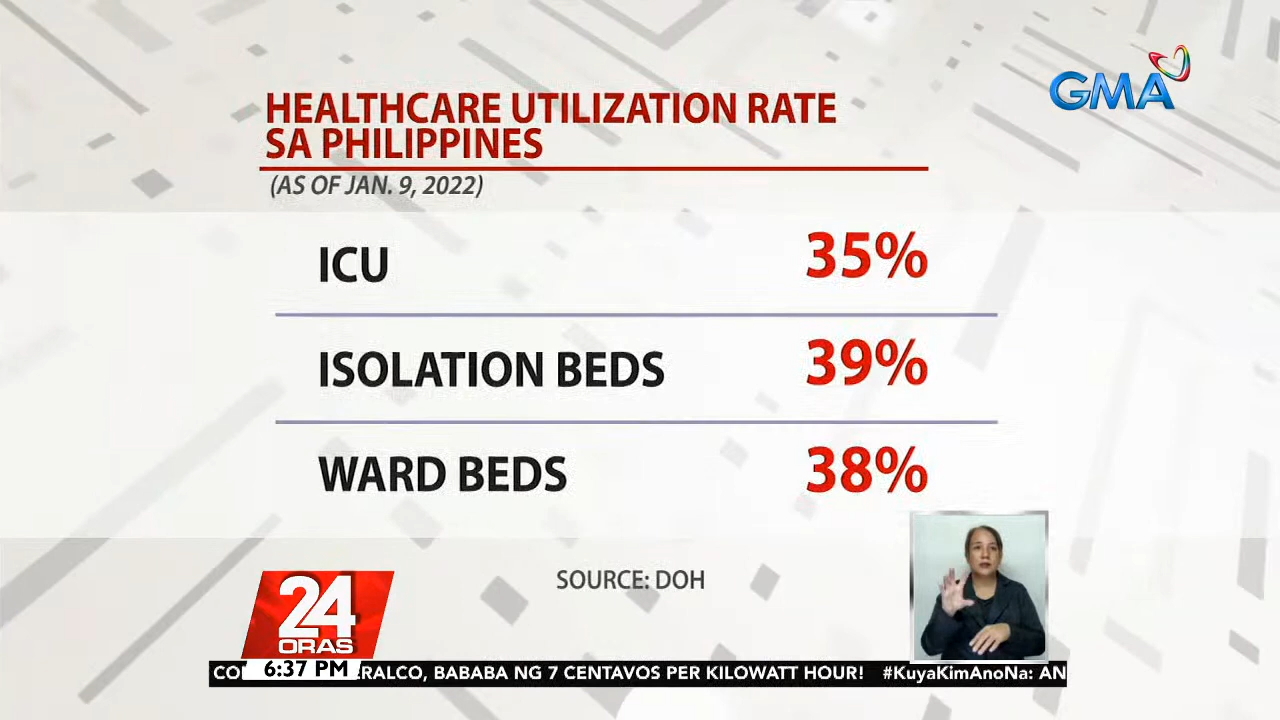 GMA
HEALTHCARE UTILIZATION RATE
SA PHILIPPINES
(AS OF JAN. 9, 2022)
ICU 35%
ISOLATION BEDS 39%
WARD BEDS 38%
SOURCE: DOH
24
ORAS
6:37 PM
BABABA NG 7 CENTAVOS PER KILOWATT HOUR! #KuyaKimAnoNa: AN